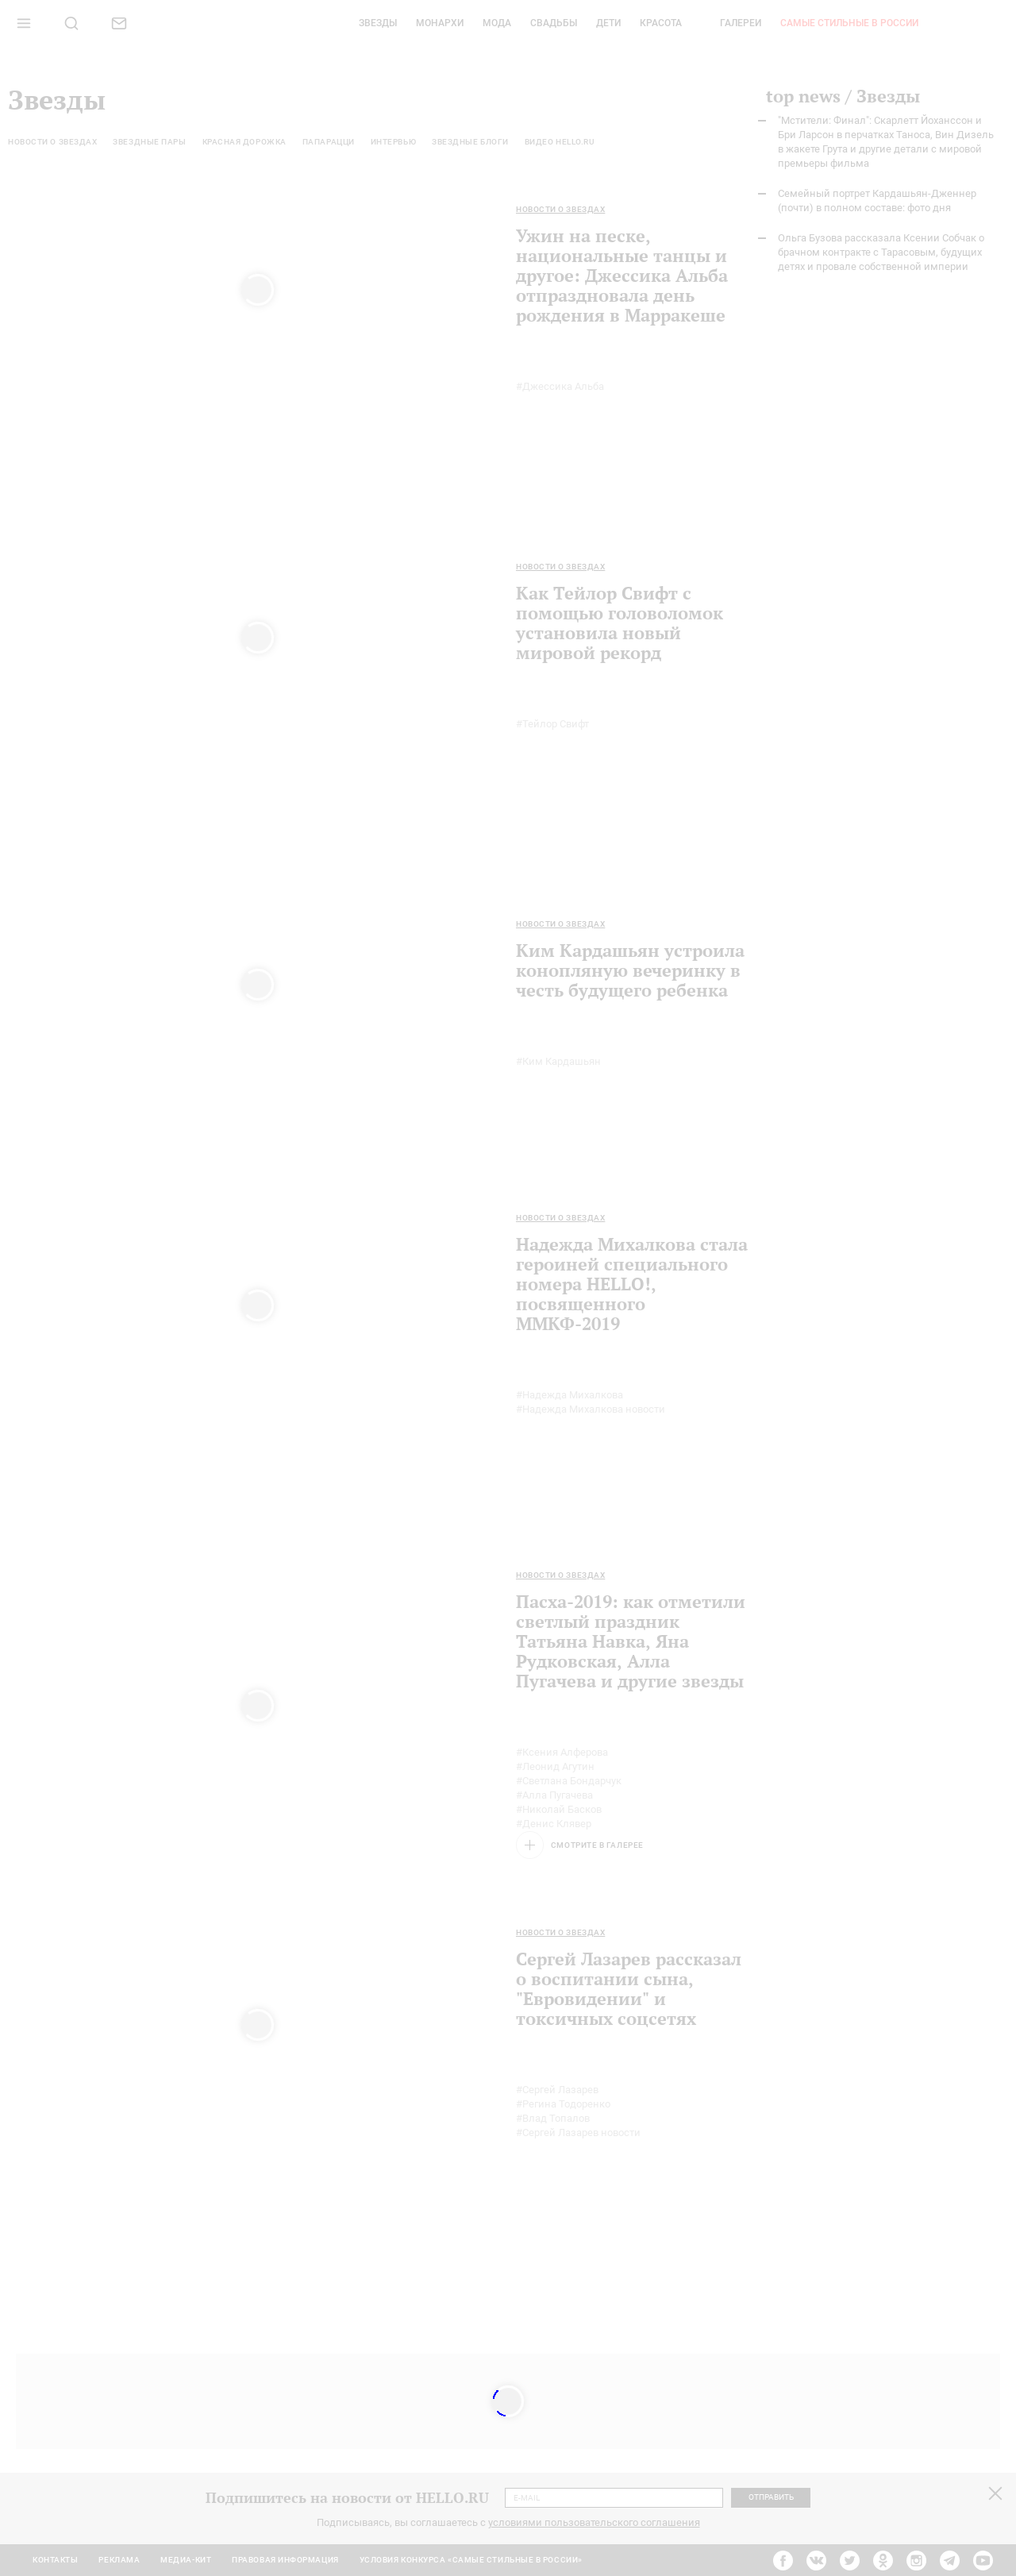 ЗВЕЗДЫ МОНАРХИ МОДА СВАДЬБЫ ДЕТИ КРАСОТА ГАЛЕРЕИ САМЫЕ СТИЛЬНЫЕ В РОССИИ
Звезды
НОВОСТИ О ЗВЕЗДАХ ЗВЕЗДНЫЕ ПАРЫ КРАСНАЯ ДОРОЖКА ПАПАРАЦЦИ ИНТЕРВЬЮ ЗВЕЗДНЫЕ БЛОГИ ВИДЕО HELLO.RU
top news / Звезды
"Мстители: Финал": Скарлетт Йоханссон и
Бри Ларсон в перчатках Таноса, Вин Дизель
в жакете Грута и другие детали с мировой
премьеры фильма
Семейный портрет Кардашьян-Дженнер
(почти) в полном составе: фото дня
Ольга Бузова рассказала Ксении Собчак о
брачном контракте с Тарасовым, будущих
детях и провале собственной империи
НОВОСТИ О ЗВЕЗДАХ
Ужин на песке,
национальные танцы и
другое: Джессика Альба
отпраздновала день
рождения в Марракеше
#Джессика Альба
НОВОСТИ О ЗВЕЗДАХ
Как Тейлор Свифт с
помощью головоломок
установила новый
мировой рекорд
#Тейлор Свифт
НОВОСТИ О ЗВЕЗДАХ
Ким Кардашьян устроила
конопляную вечеринку в
честь будущего ребенка
#Ким Кардашьян
НОВОСТИ О ЗВЕЗДАХ
Надежда Михалкова стала
героиней специального
номера HELLO!,
посвященного
ММКФ-2019
#Надежда Михалкова
#Надежда Михалкова новости
НОВОСТИ О ЗВЕЗДАХ
Пасха-2019: как отметили
светлый праздник
Татьяна Навка, Яна
Рудковская, Алла
Пугачева и другие звезды
#Ксения Алферова
#Леонид Агутин
#Светлана Бондарчук
#Алла Пугачева
#Николай Басков
#Денис Клявер
СМОТРИТЕ В ГАЛЕРЕЕ
НОВОСТИ О ЗВЕЗДАХ
Сергей Лазарев рассказал
о воспитании сына,
"Евровидении" и
токсичных соцсетях
#Сергей Лазарев
#Регина Тодоренко
#Влад Топалов
#Сергей Лазарев новости
Подпишитесь на новости от HELLO.RU E-MAIL ОТПРАВИТЬ
Подписываясь, вы соглашаетесь с условиями пользовательского соглашения
КОНТАКТЫ РЕКЛАМА МЕДИА-КИТ ПРАВОВАЯ ИНФОРМАЦИЯ УСЛОВИЯ КОНКУРСА «САМЫЕ СТИЛЬНЫЕ В РОССИИ»